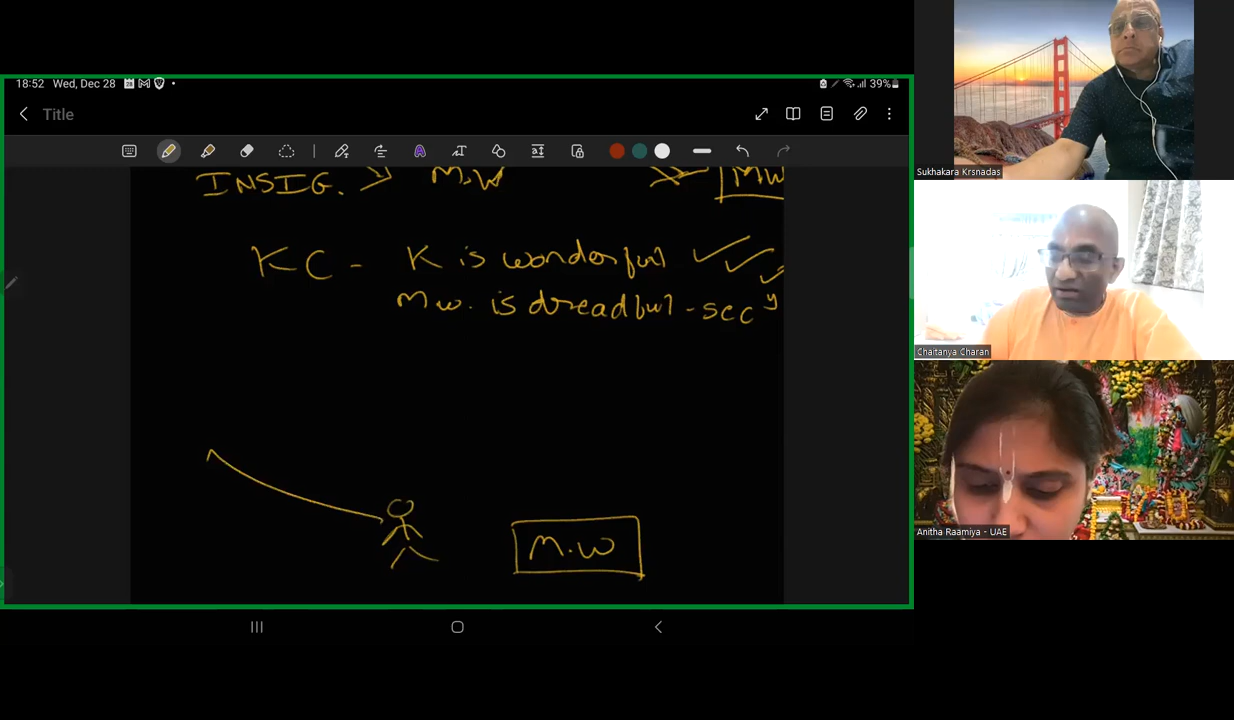 18:52 Wed, Dec 28 39%
Title
INSIG. > M.W MW
KC - K is wonderful
M w. is dreadful - secy
M.W
Sukhakara Krsnadas
Chaitanya Charan
Anitha Raamiya - UAE